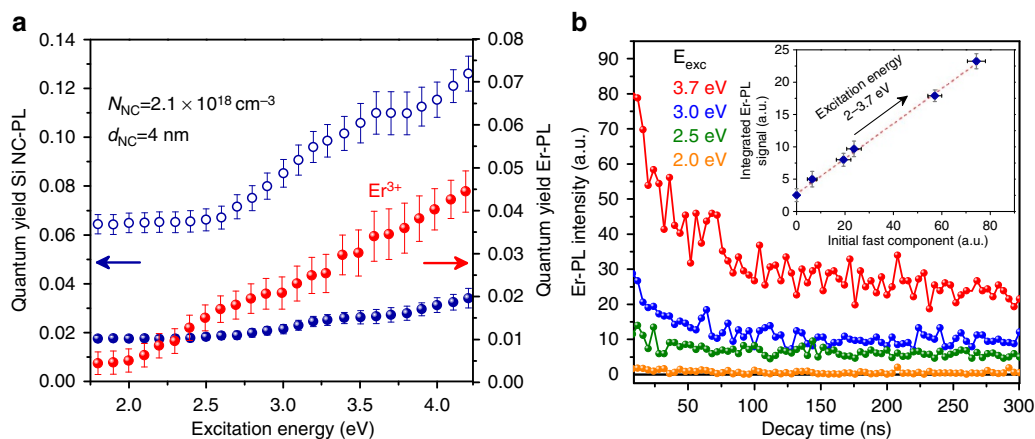 a
0.14
0.12
0.10
0.08
0.06
0.04
0.02
0.00
Quantum yield Si NC-PL
N_NC=2.1 × 10^18 cm^−3
d_NC=4 nm
Er^3+
0.08
0.07
0.06
0.05
0.04
0.03
0.02
0.01
0.00
Quantum yield Er-PL
2.0 2.5 3.0 3.5 4.0
Excitation energy (eV)
b
90
80
70
60
50
40
30
20
10
0
Er-PL intensity (a.u.)
E_exc
3.7 eV
3.0 eV
2.5 eV
2.0 eV
25
20
15
10
5
0
Integrated Er-PL
signal (a.u.)
Excitation energy
2–3.7 eV
0 20 40 60 80
Initial fast component (a.u.)
50 100 150 200 250 300
Decay time (ns)